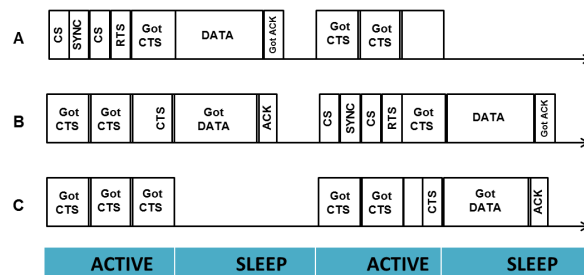 A CS SYNC CS RTS Got CTS DATA Got ACK Got CTS Got CTS
B Got CTS Got CTS CTS Got DATA ACK CS SYNC CS RTS Got CTS DATA Got ACK
C Got CTS Got CTS Got CTS Got CTS Got CTS CTS Got DATA ACK
ACTIVE SLEEP ACTIVE SLEEP